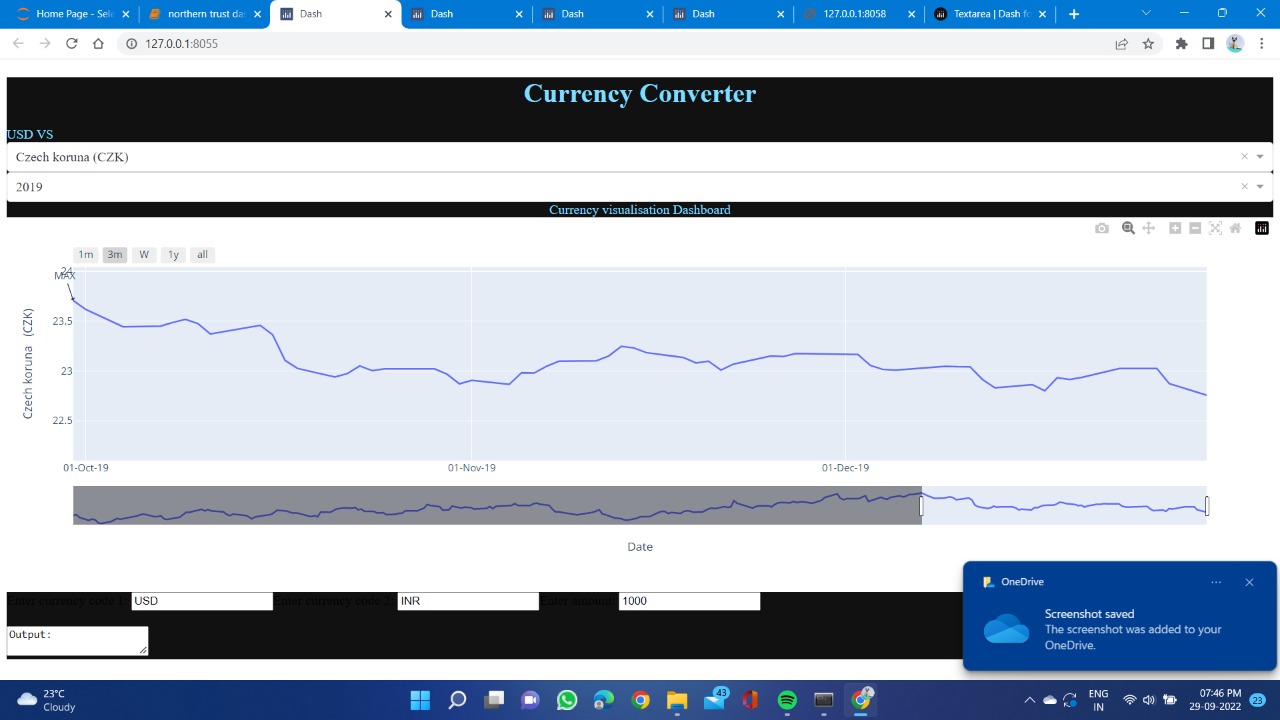 Home Page - Sele
northern trust das
Dash
Dash
Dash
Dash
127.0.0.1:8058
Textarea | Dash fo
127.0.0.1:8055
Currency Converter
USD VS
Czech koruna (CZK)
2019
Currency visualisation Dashboard
1m 3m W 1y all
24
MAX
23.5
23
22.5
Czech koruna (CZK)
01-Oct-19 01-Nov-19 01-Dec-19
Date
Enter currency code 1: USD Enter currency code 2: INR Enter amount: 1000
Output:
OneDrive
Screenshot saved
The screenshot was added to your
OneDrive.
23°C
Cloudy
43
ENG
IN
07:46 PM
29-09-2022
23